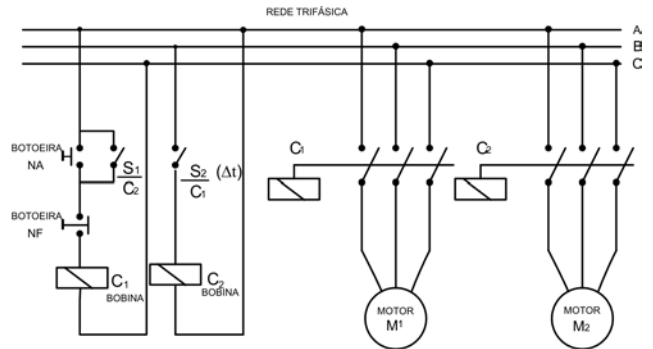 REDE TRIFÁSICA
A
B
C
BOTOEIRA
NA
S1
C2
S2 (Δt)
C1
BOTOEIRA
NF
C1
BOBINA
C2
BOBINA
C1
C2
MOTOR
M1
MOTOR
M2